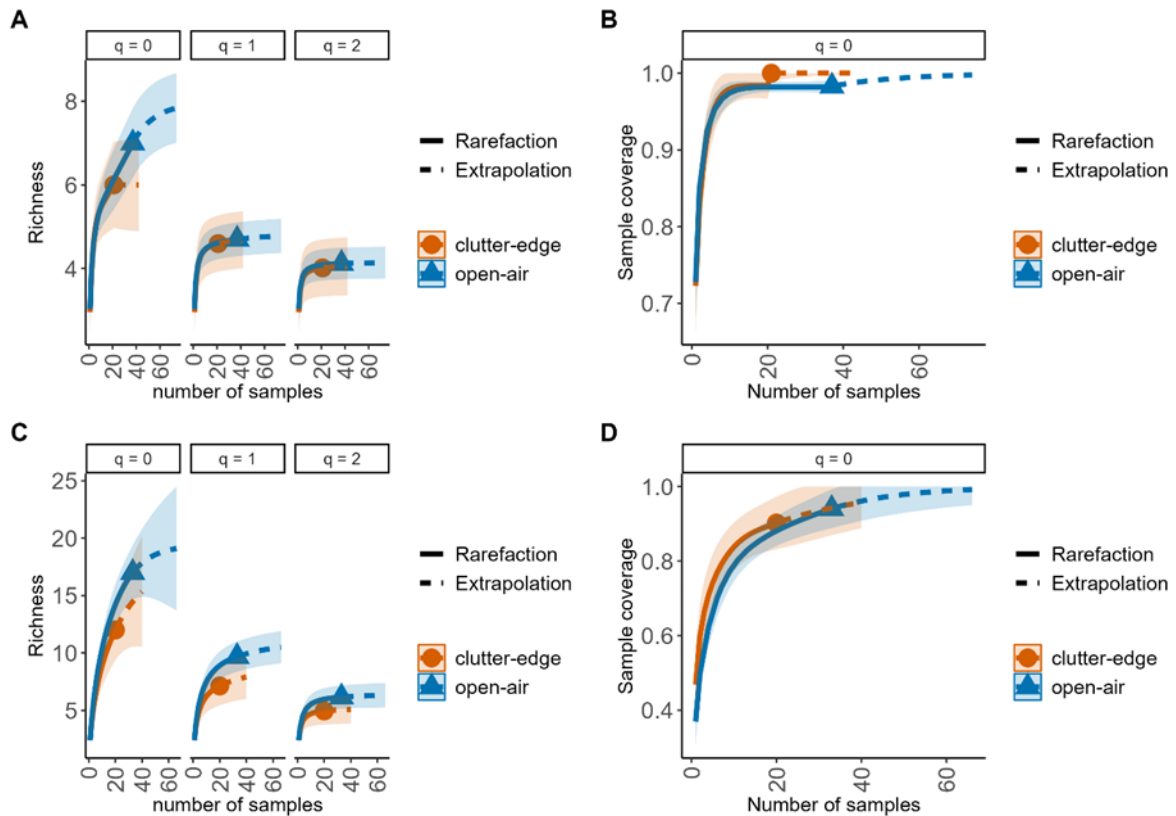 A
q = 0
q = 1
q = 2
Richness
8
6
4
0
20
40
60
0
20
40
60
0
20
40
60
number of samples
Rarefaction
Extrapolation
clutter-edge
open-air
B
q = 0
Sample coverage
1.0
0.9
0.8
0.7
0
20
40
60
Number of samples
Rarefaction
Extrapolation
clutter-edge
open-air
C
q = 0
q = 1
q = 2
Richness
25
20
15
10
5
0
20
40
60
0
20
40
60
0
20
40
60
number of samples
Rarefaction
Extrapolation
clutter-edge
open-air
D
q = 0
Sample coverage
1.0
0.8
0.6
0.4
0
20
40
60
Number of samples
Rarefaction
Extrapolation
clutter-edge
open-air